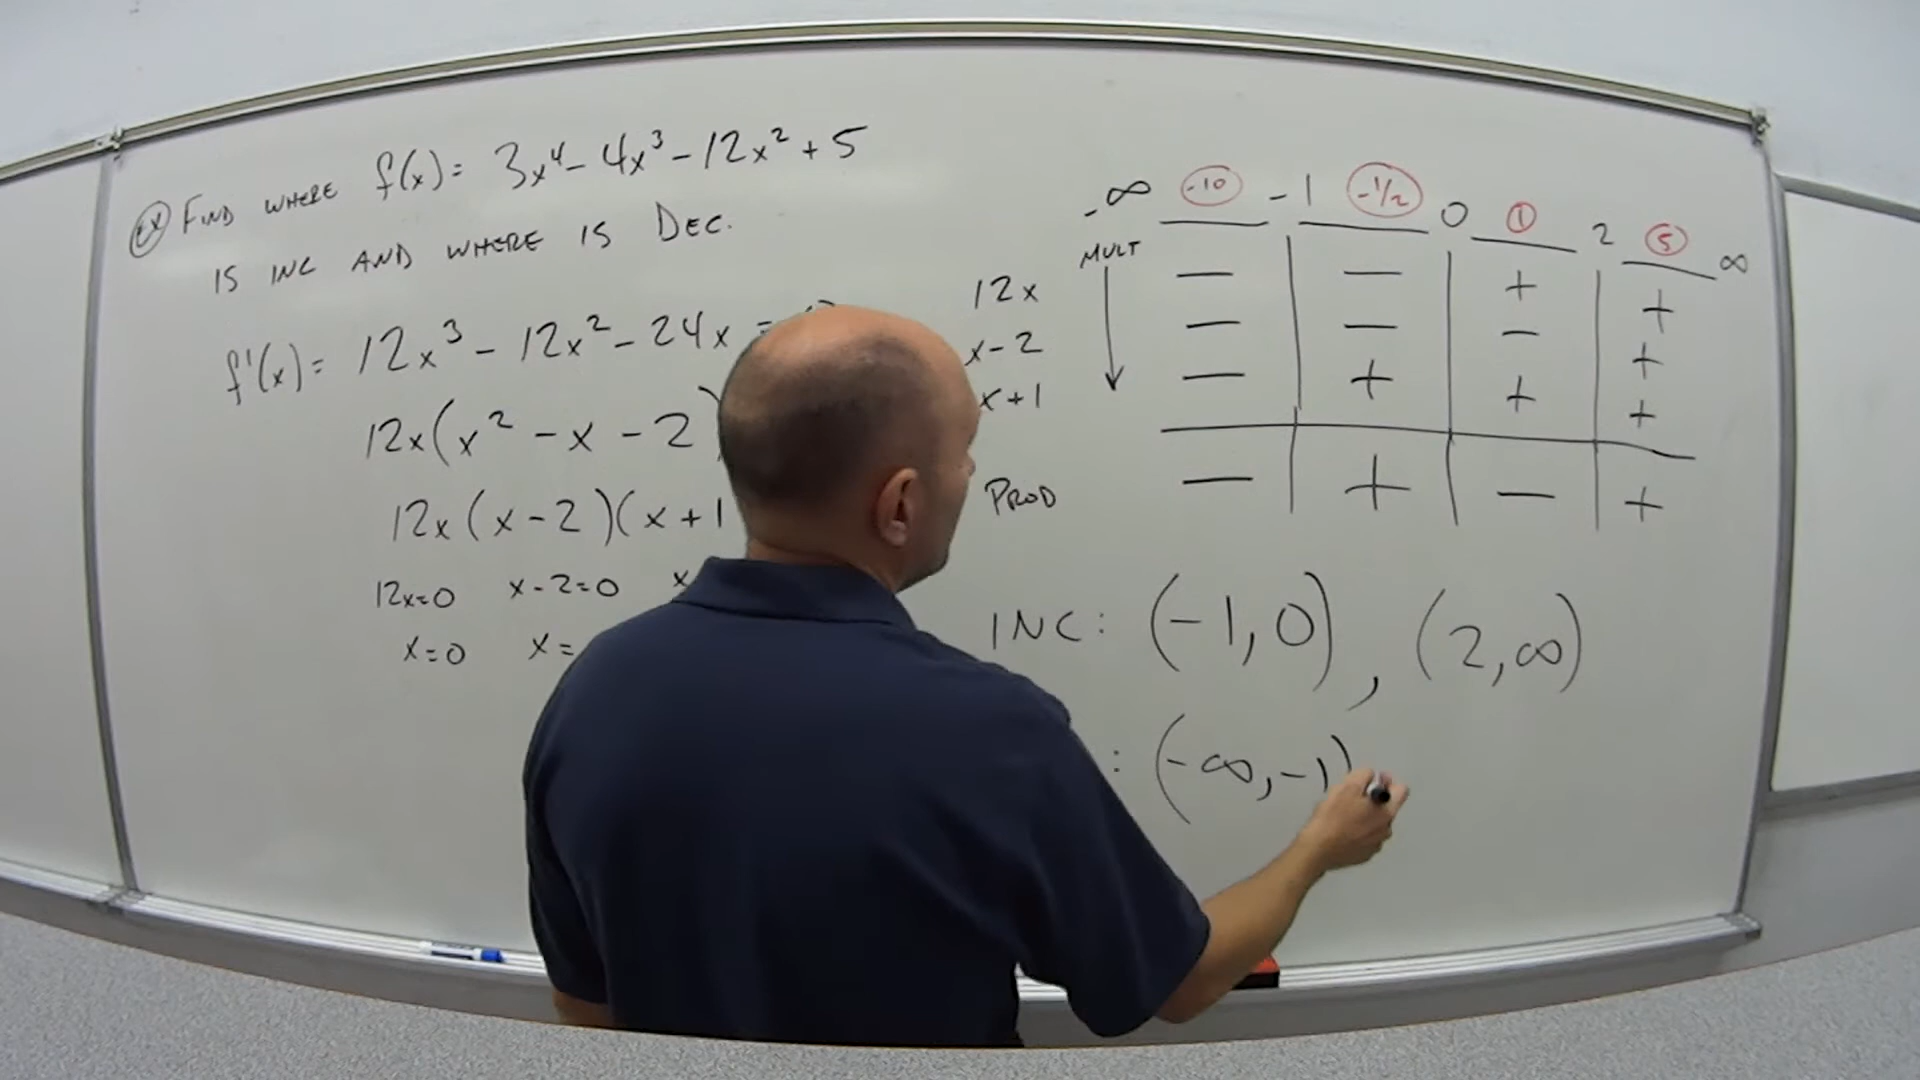 Ex FIND WHERE f(x) = 3x⁴ - 4x³ - 12x² + 5
IS INC AND WHERE IS DEC.
f'(x) = 12x³ - 12x² - 24x =
12x(x² - x - 2)
12x(x-2)(x+1
12x=0 x-2=0 x
x=0 x=
-∞ -10 -1 -1/2 0 1 2 5 ∞
MULT
12x — — + +
x-2 — — — +
x+1 — + + +
PROD — + — +
INC: (-1,0), (2,∞)
: (-∞,-1)